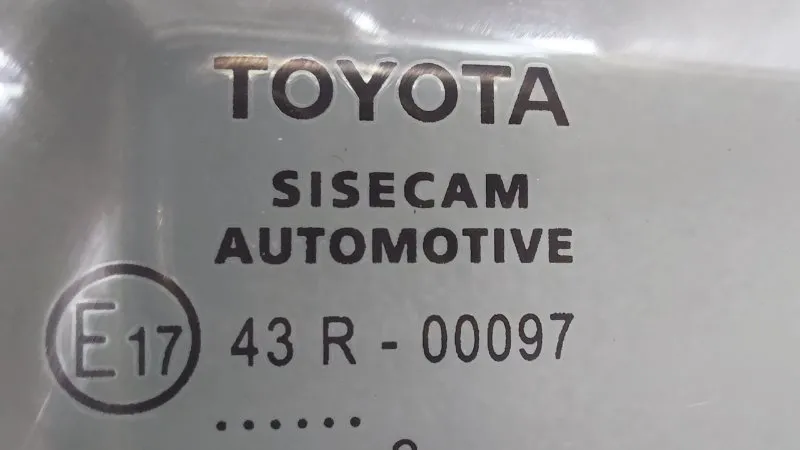 TOYOTA
SISECAM
AUTOMOTIVE
E17 43 R - 00097
......